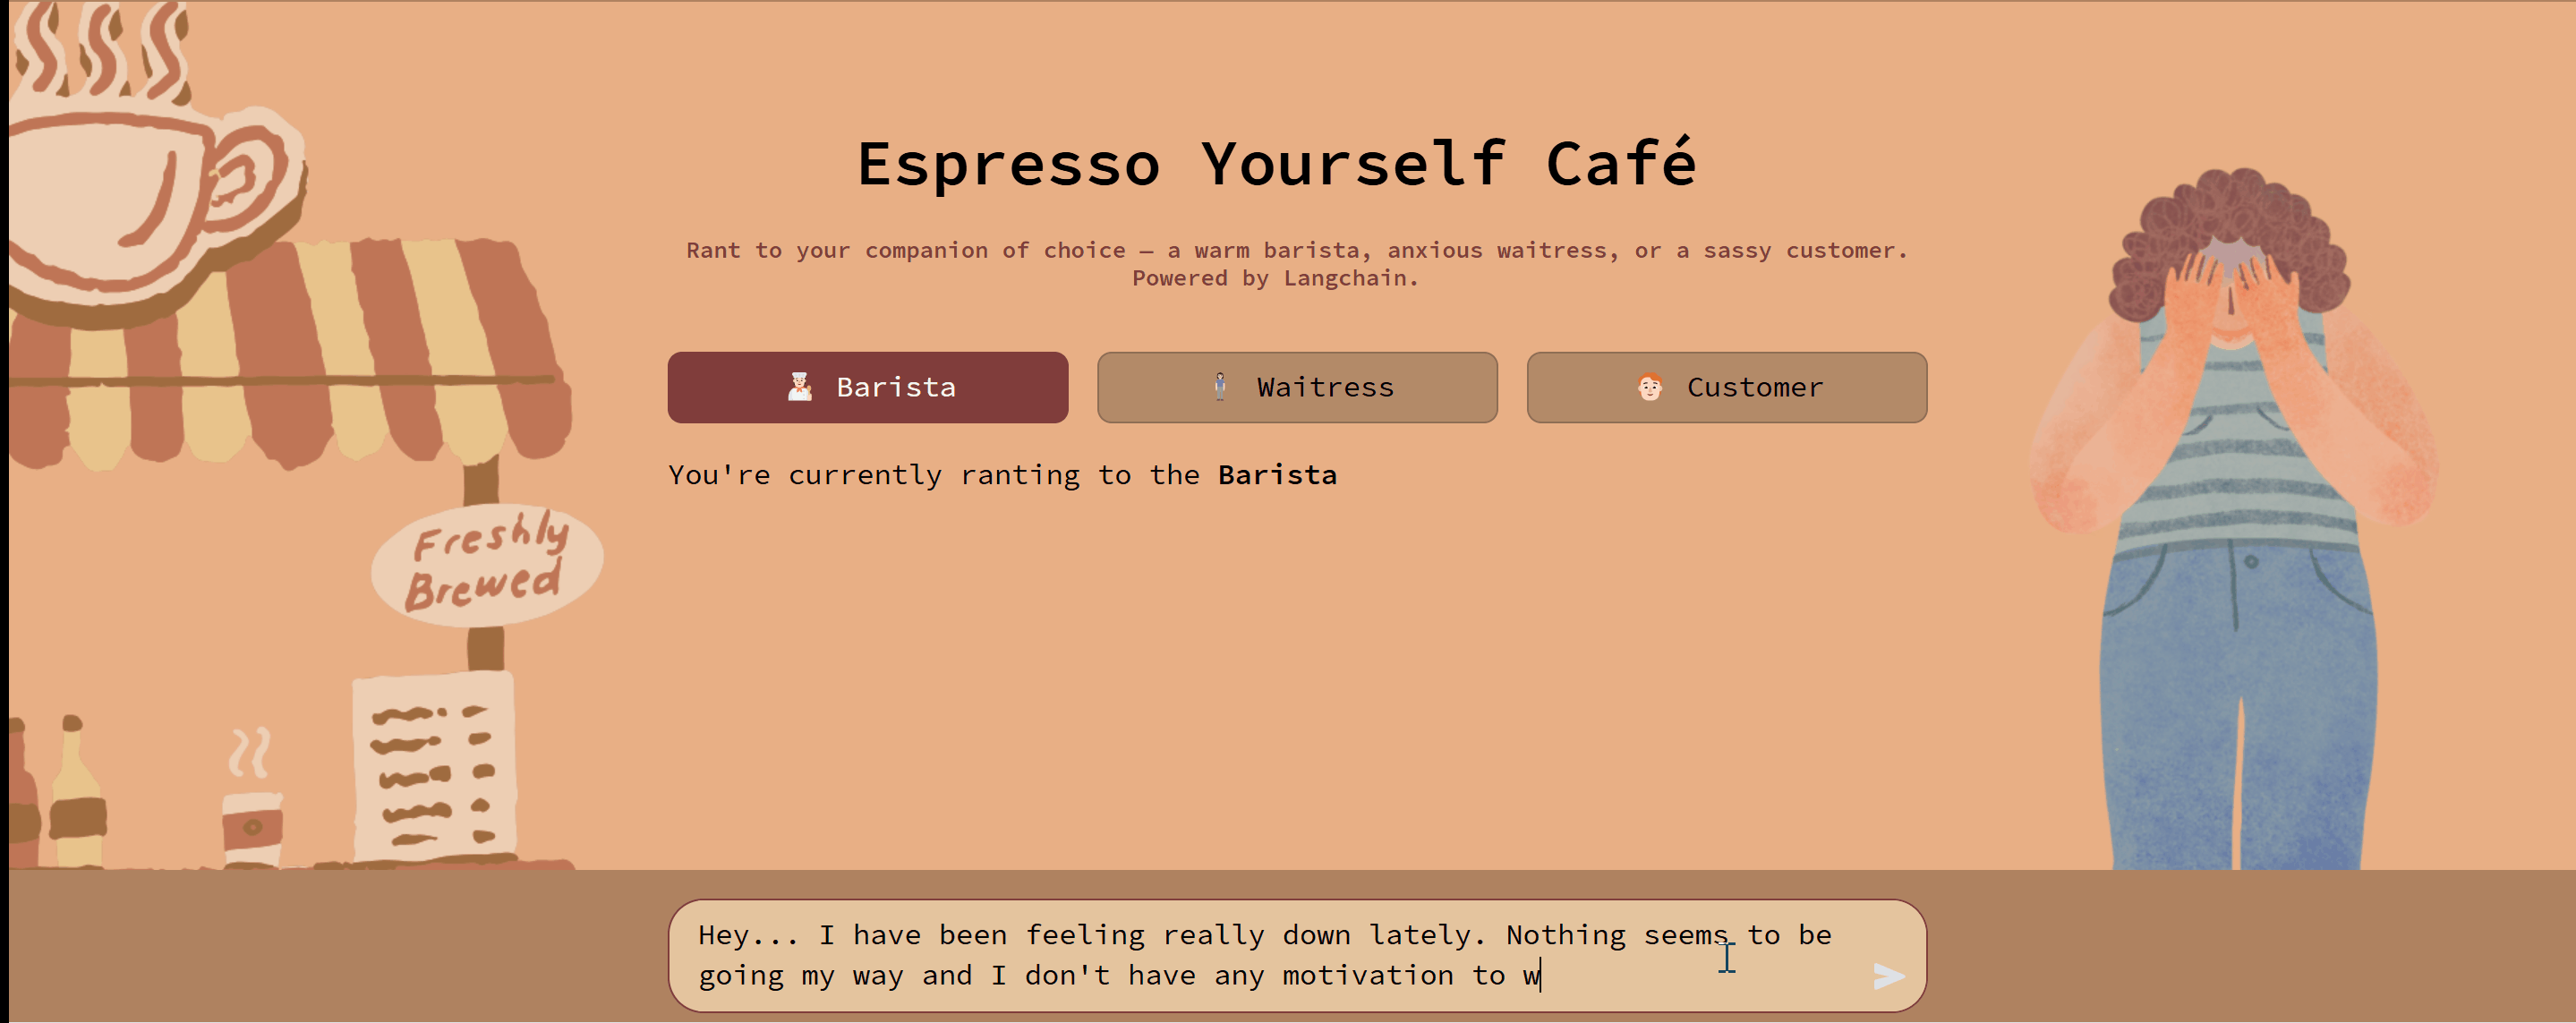 Espresso Yourself Café
Rant to your companion of choice — a warm barista, anxious waitress, or a sassy customer.
Powered by Langchain.
Barista
Waitress
Customer
You're currently ranting to the Barista
Freshly
Brewed
Hey... I have been feeling really down lately. Nothing seems to be
going my way and I don't have any motivation to w